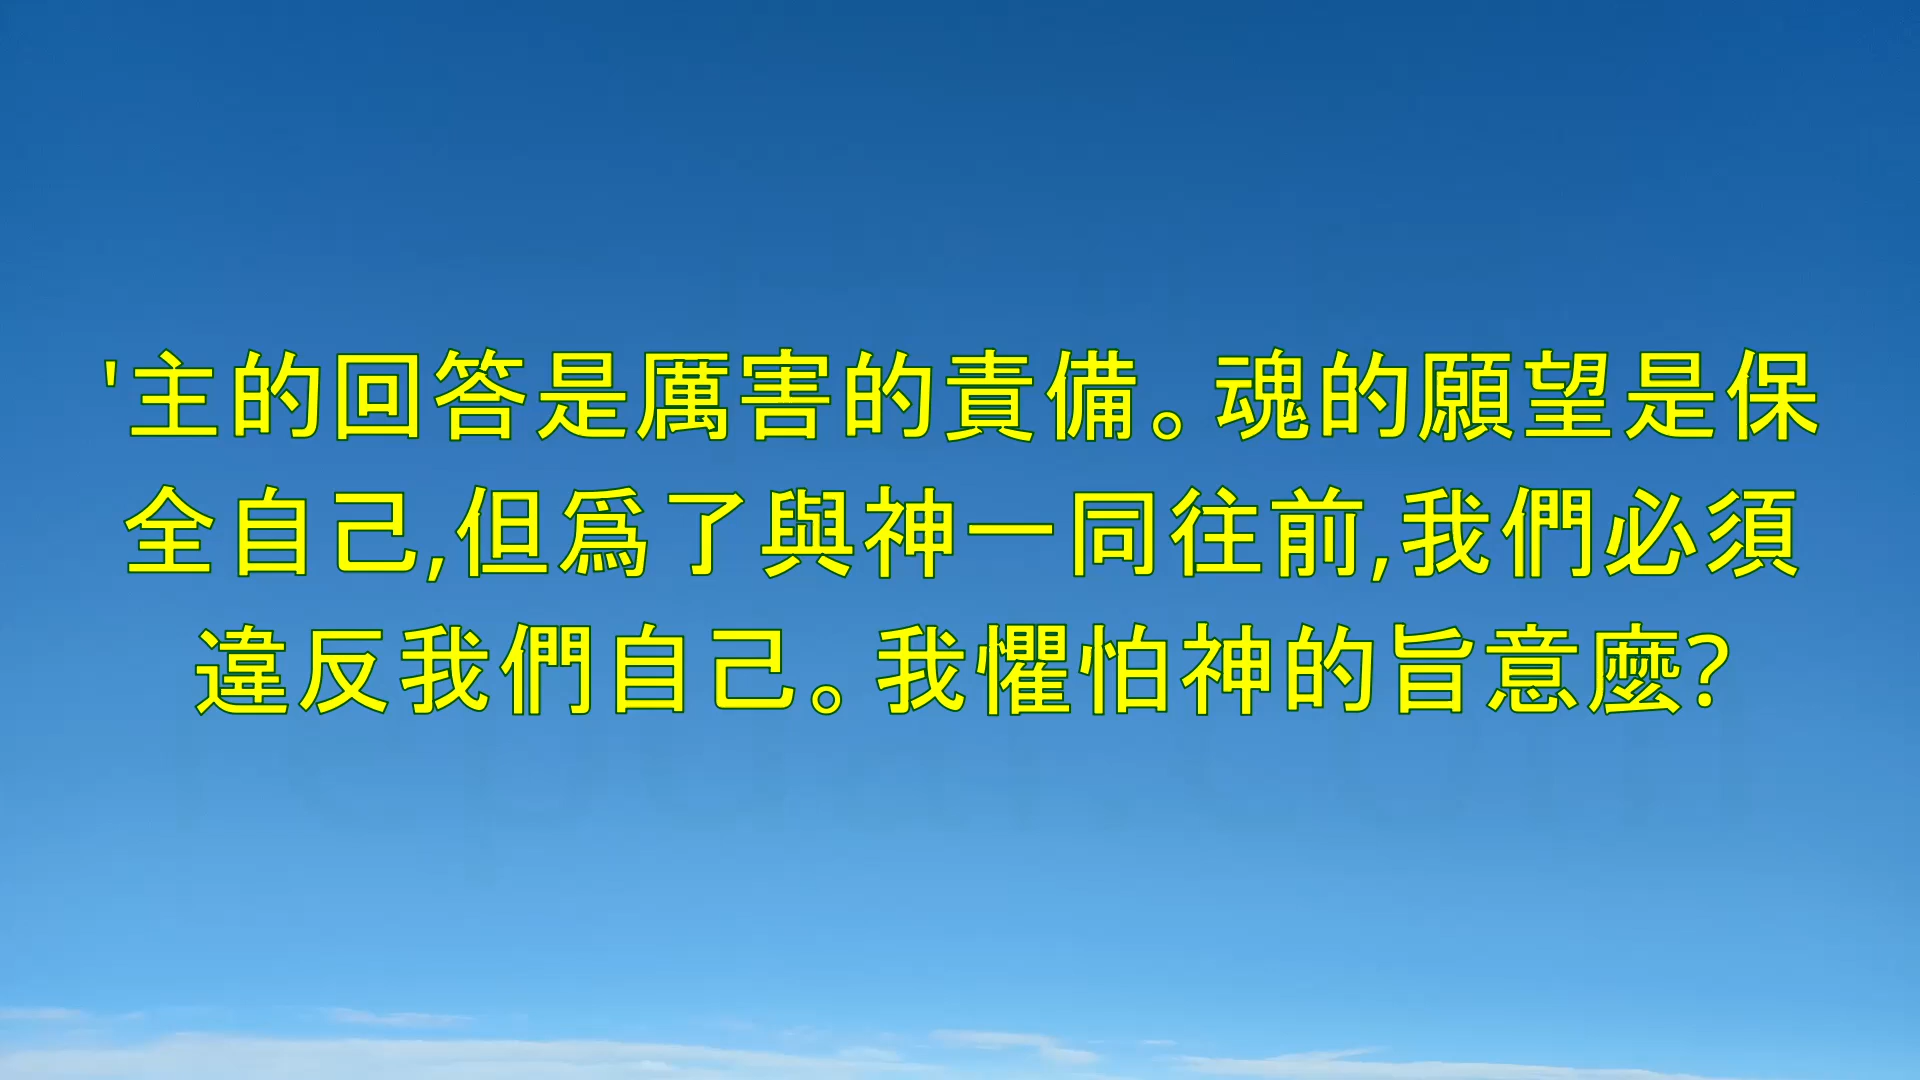 '主的回答是厲害的責備。魂的願望是保
全自己,但爲了與神一同往前,我們必須
違反我們自己。我懼怕神的旨意麼?